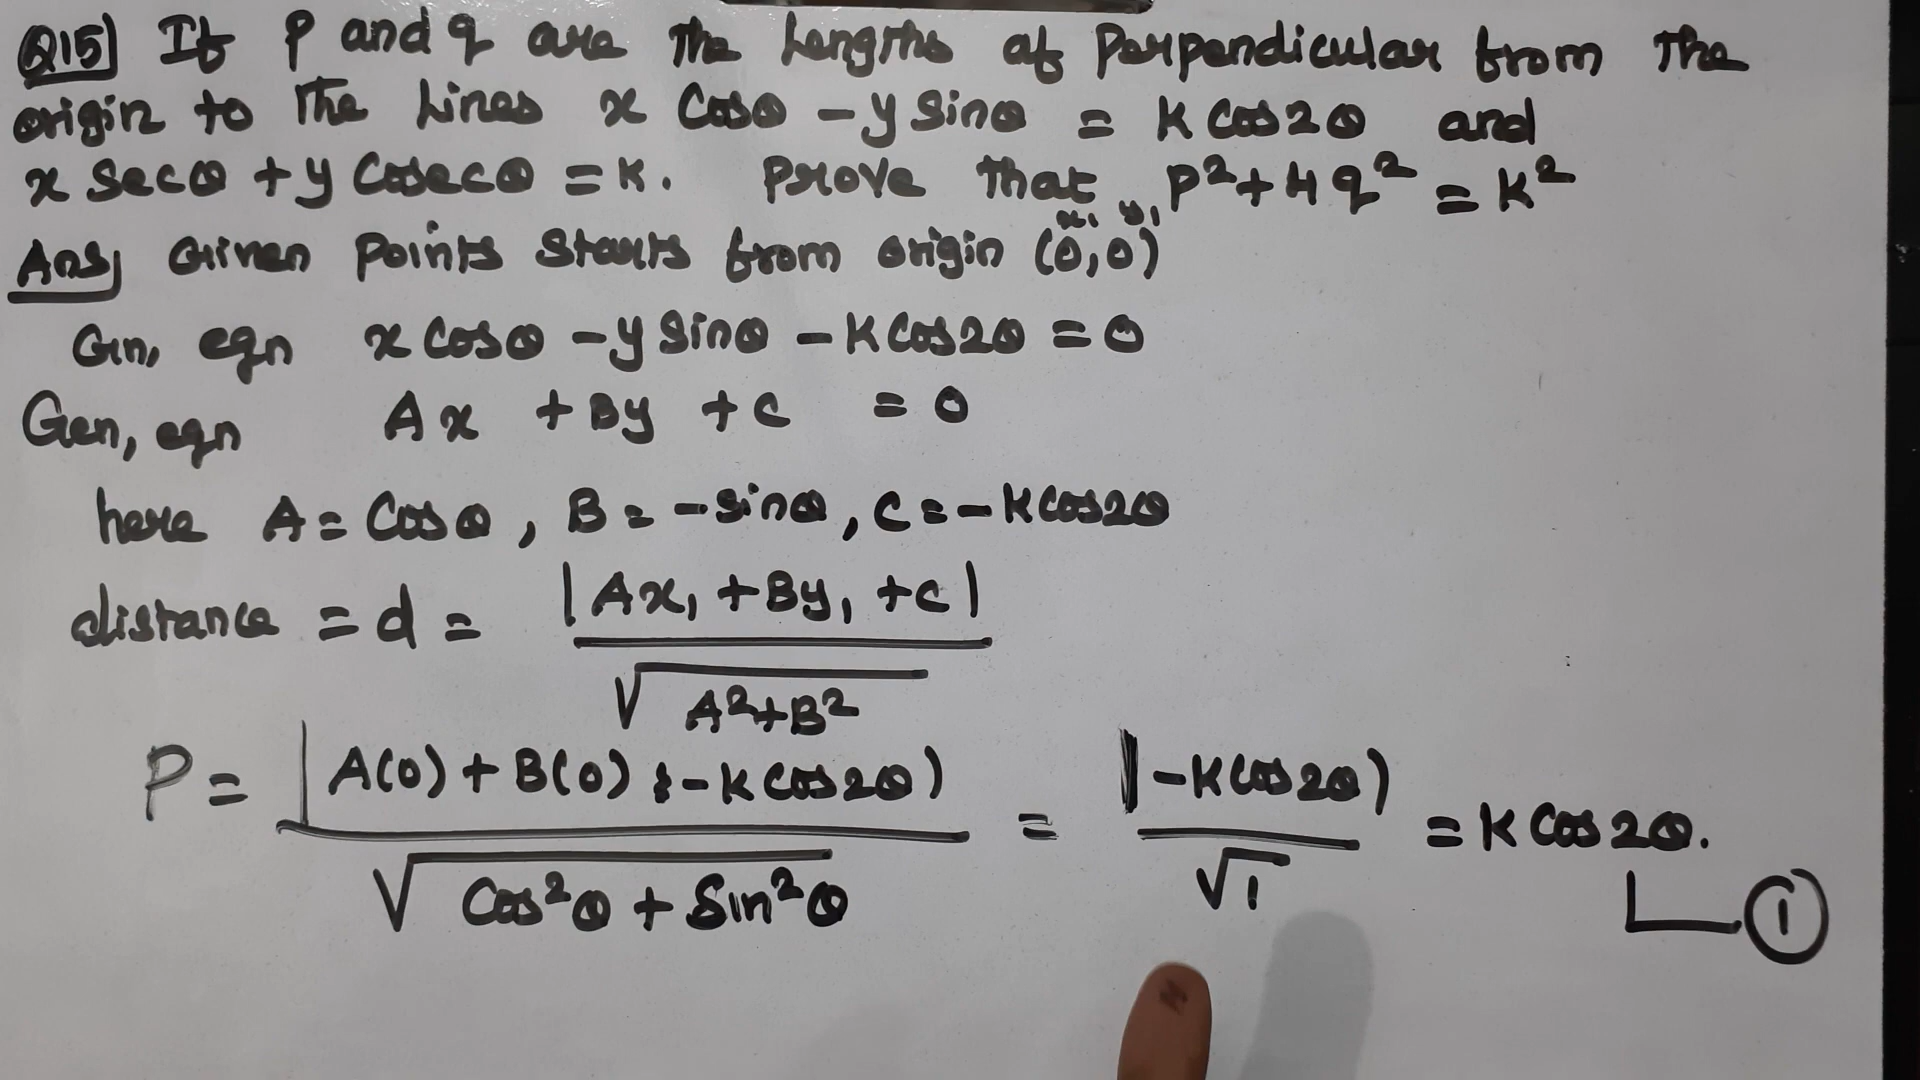 Q15) If P and q are the Lengths of Perpendicular from the
origin to the Lines x Cosθ - y Sinθ = K Cos2θ and
x Secθ + y Cosecθ = K. Prove that P² + 4q² = K²
Ans) Given Points Starts from origin (0,0)
x₁ y₁
Gn, eqn x Cosθ - y Sinθ - K Cos2θ = 0
Gen, eqn Ax + By + C = 0
here A = Cosθ, B = -Sinθ, C = -K Cos2θ
distance = d = |Ax₁ + By₁ + C| / √A²+B²
P = |A(0) + B(0) + -K Cos2θ) / √Cos²θ + Sin²θ = |-K Cos2θ) / √1 = K Cos2θ.
1